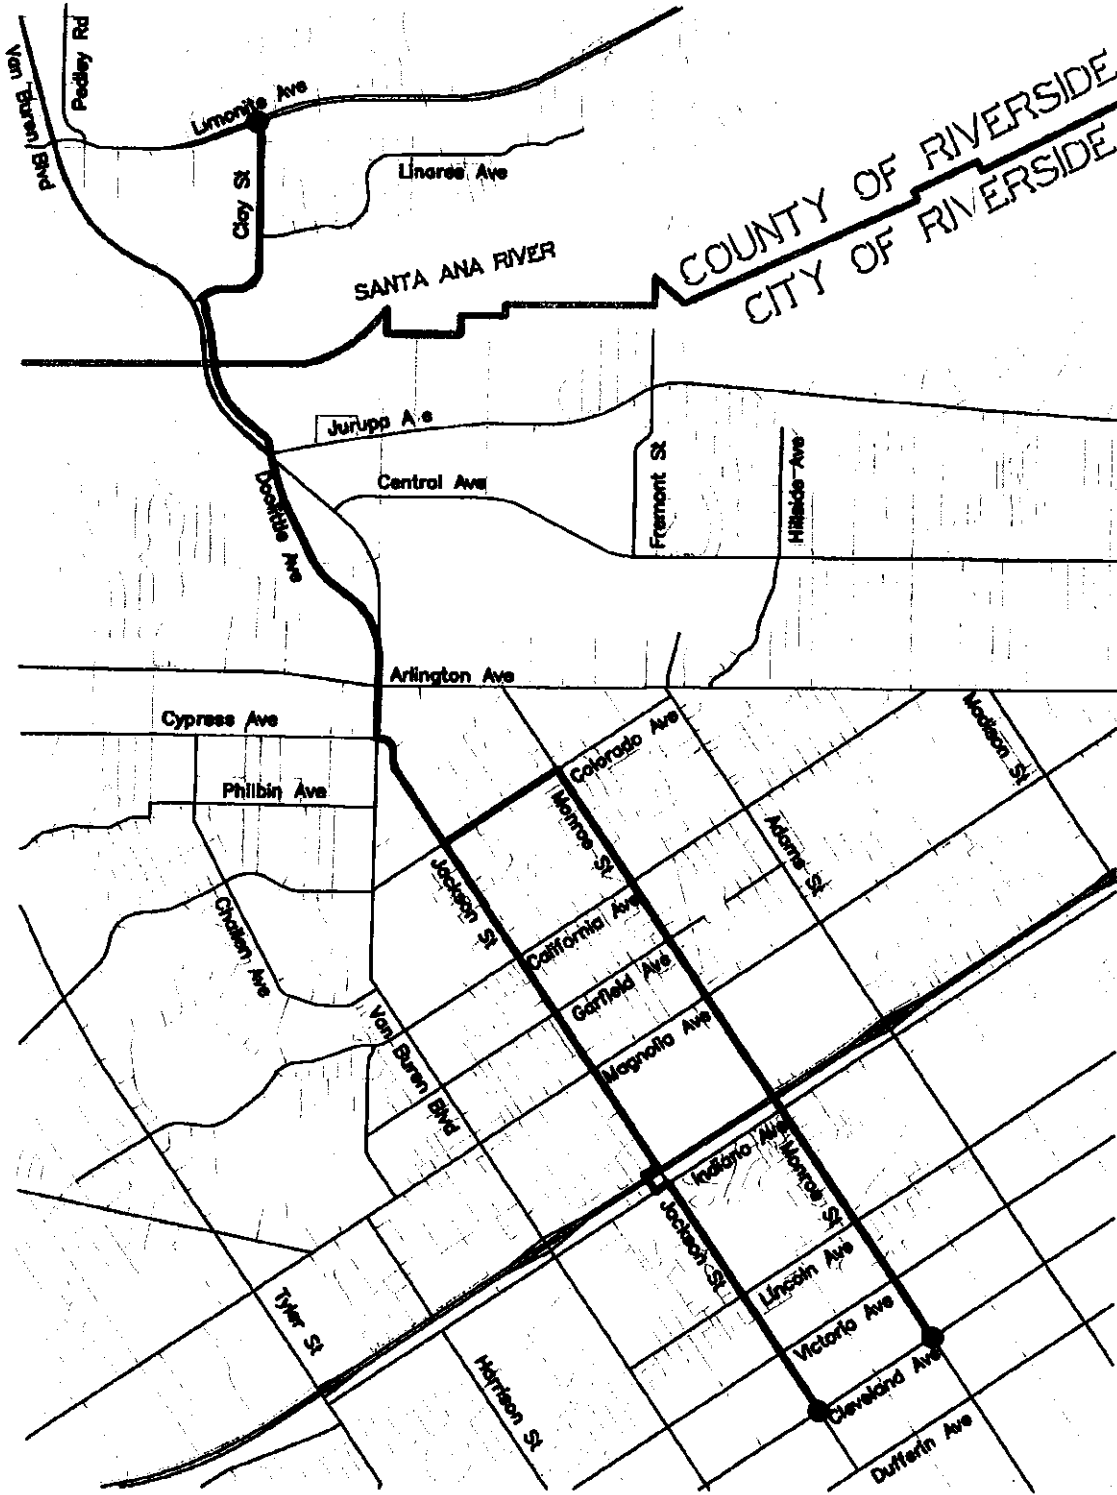 Pedley Rd
Van Buren Blvd
Limonite Ave
Clay St
Linares Ave
COUNTY OF RIVERSIDE
CITY OF RIVERSIDE
SANTA ANA RIVER
Jurupa A e
Central Ave
Doolittle Ave
Fremont St
Hillside Ave
Arlington Ave
Cypress Ave
Colorado Ave
Madison St
Philbin Ave
Monroe St
Adams St
Jackson St
California Ave
Challen Ave
Garfield Ave
Van Buren Blvd
Magnolia Ave
Indiana Ave
Monroe St
Jackson St
Lincoln Ave
Tyler St
Victoria Ave
Harrison St
Cleveland Ave
Dufferin Ave